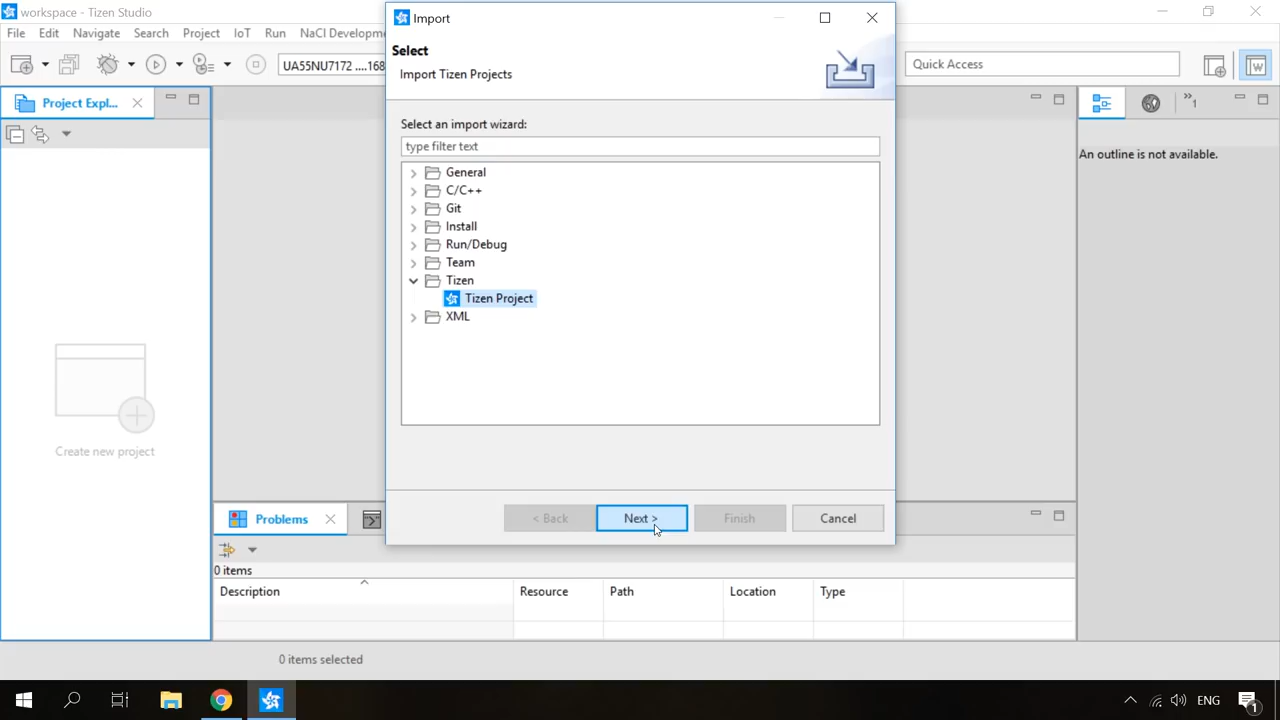 workspace - Tizen Studio
Import
File Edit Navigate Search Project IoT Run NaCl Developme
Select
Import Tizen Projects
UA55NU7172 ....168
Quick Access
Project Expl...
»1
Select an import wizard:
type filter text
An outline is not available.
General
C/C++
Git
Install
Run/Debug
Team
Tizen
Tizen Project
XML
Create new project
< Back
Next >
Finish
Cancel
Problems
0 items
Description Resource Path Location Type
0 items selected
ENG
1